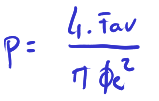 P = 4. Fav / π ϕc²